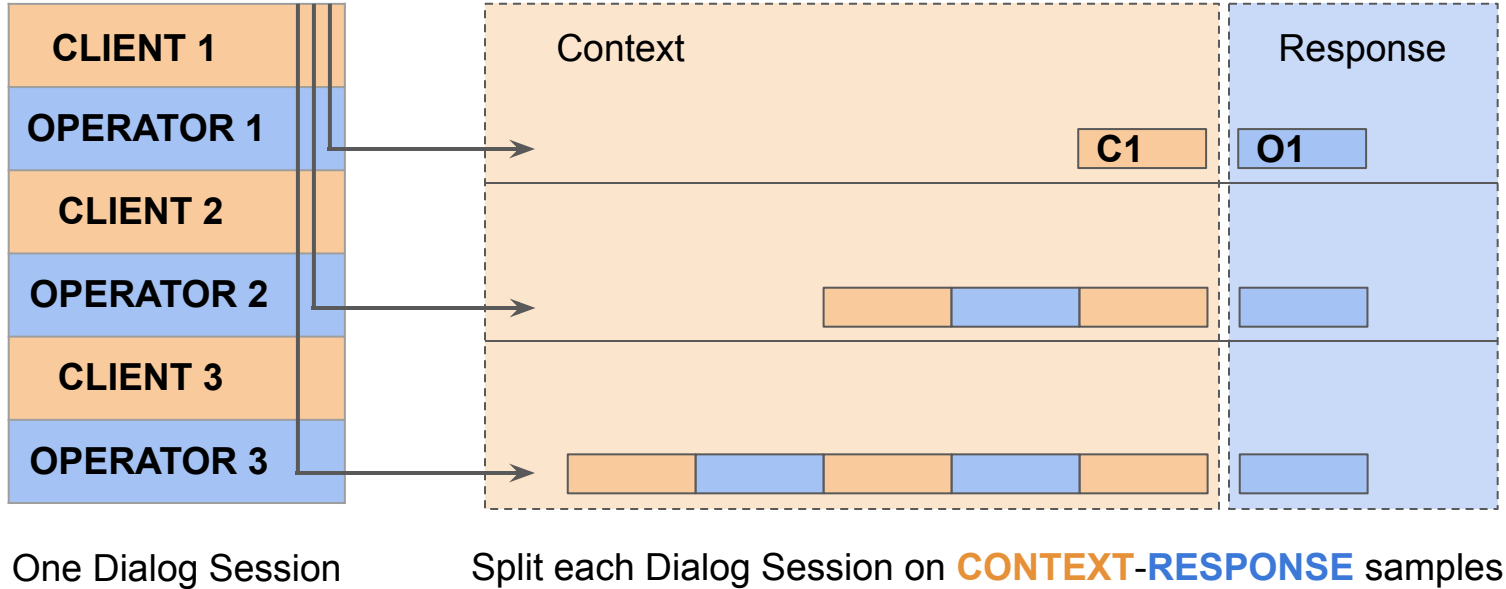 CLIENT 1
OPERATOR 1
CLIENT 2
OPERATOR 2
CLIENT 3
OPERATOR 3
One Dialog Session
Context
Response
C1
O1
Split each Dialog Session on CONTEXT-RESPONSE samples